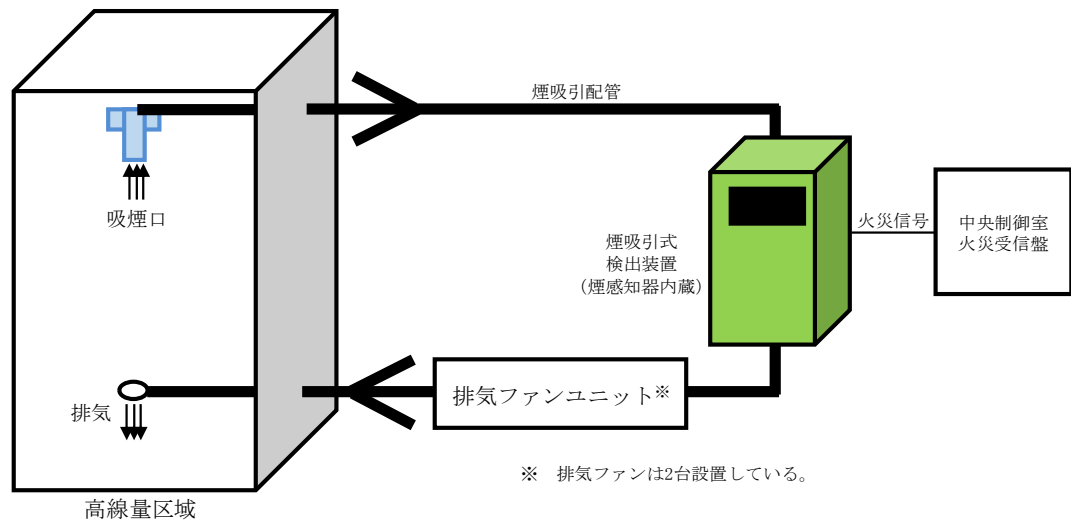 煙吸引配管
吸煙口
煙吸引式
検出装置
（煙感知器内蔵）
火災信号
中央制御室
火災受信盤
排気ファンユニット※
排気
※　排気ファンは2台設置している。
高線量区域